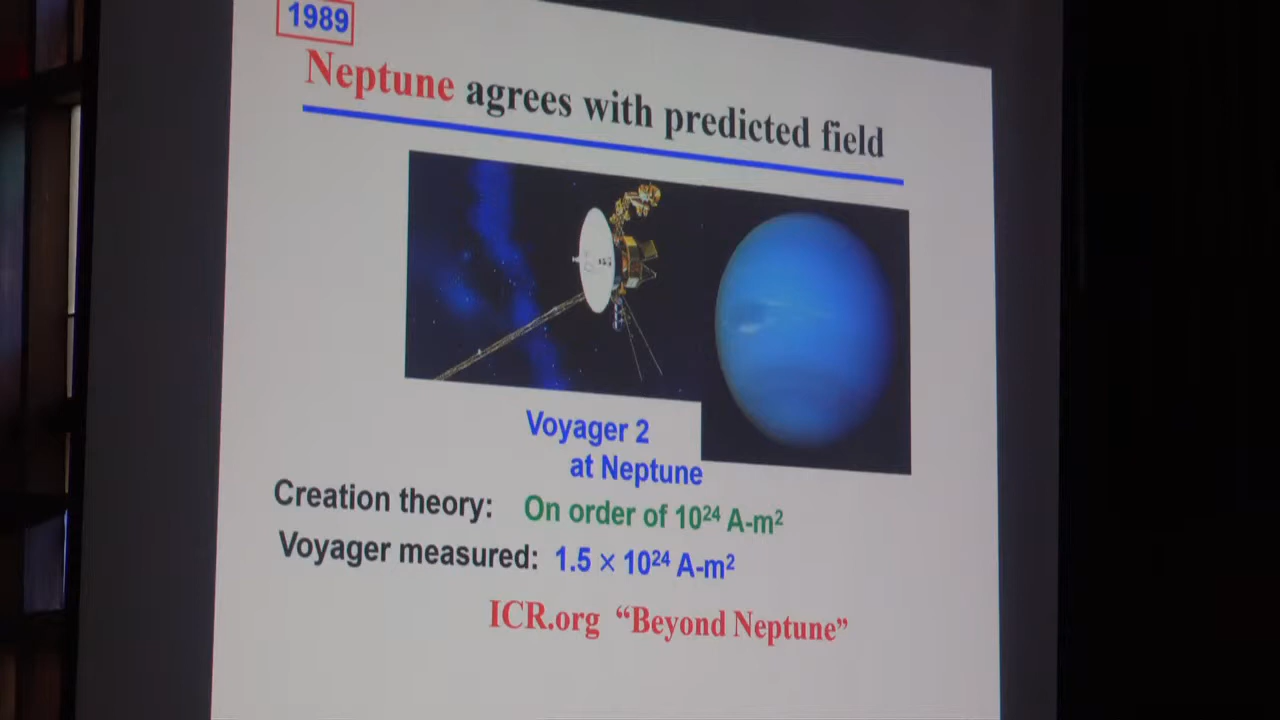 1989
Neptune agrees with predicted field
Voyager 2
at Neptune
Creation theory: On order of 10²⁴ A-m²
Voyager measured: 1.5 × 10²⁴ A-m²
ICR.org “Beyond Neptune”